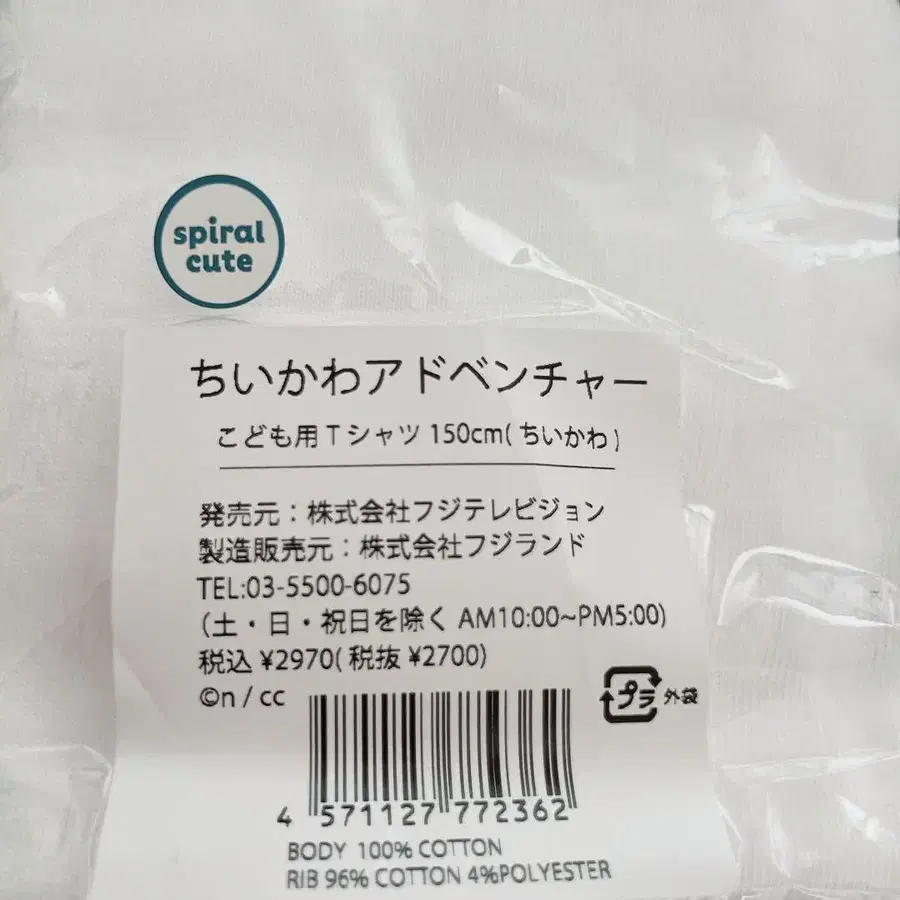 spiral
cute
ちいかわアドベンチャー
こども用Tシャツ 150cm(ちいかわ)
発売元：株式会社フジテレビジョン
製造販売元：株式会社フジランド
TEL:03-5500-6075
(土・日・祝日を除く AM10:00~PM5:00)
税込 ¥2970(税抜 ¥2700)
©n / cc
プラ 外袋
4 571127 772362
BODY 100% COTTON
RIB 96% COTTON 4%POLYESTER